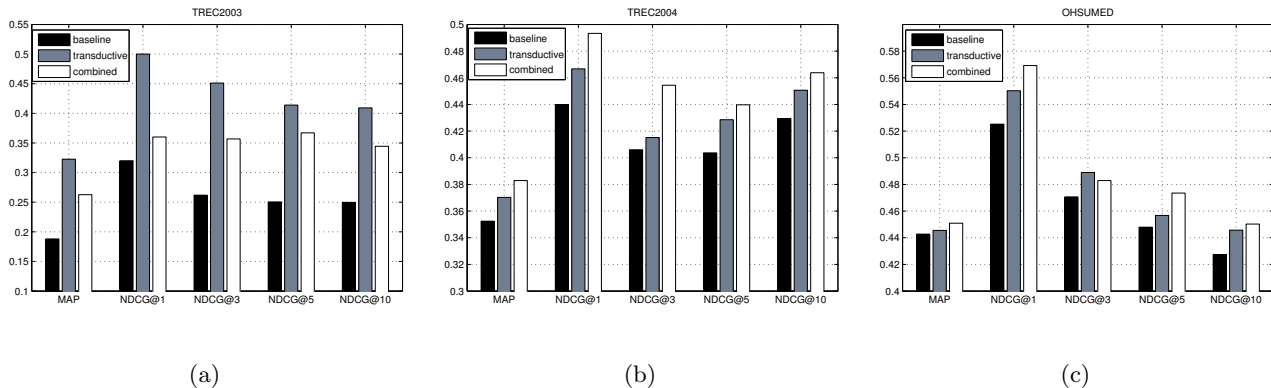 TREC2003
0.55
0.5
0.45
0.4
0.35
0.3
0.25
0.2
0.15
0.1
baseline
transductive
combined
MAP NDCG@1 NDCG@3 NDCG@5 NDCG@10
(a)
TREC2004
0.5
0.48
0.46
0.44
0.42
0.4
0.38
0.36
0.34
0.32
0.3
baseline
transductive
combined
MAP NDCG@1 NDCG@3 NDCG@5 NDCG@10
(b)
OHSUMED
0.58
0.56
0.54
0.52
0.5
0.48
0.46
0.44
0.42
0.4
baseline
transductive
combined
MAP NDCG@1 NDCG@3 NDCG@5 NDCG@10
(c)